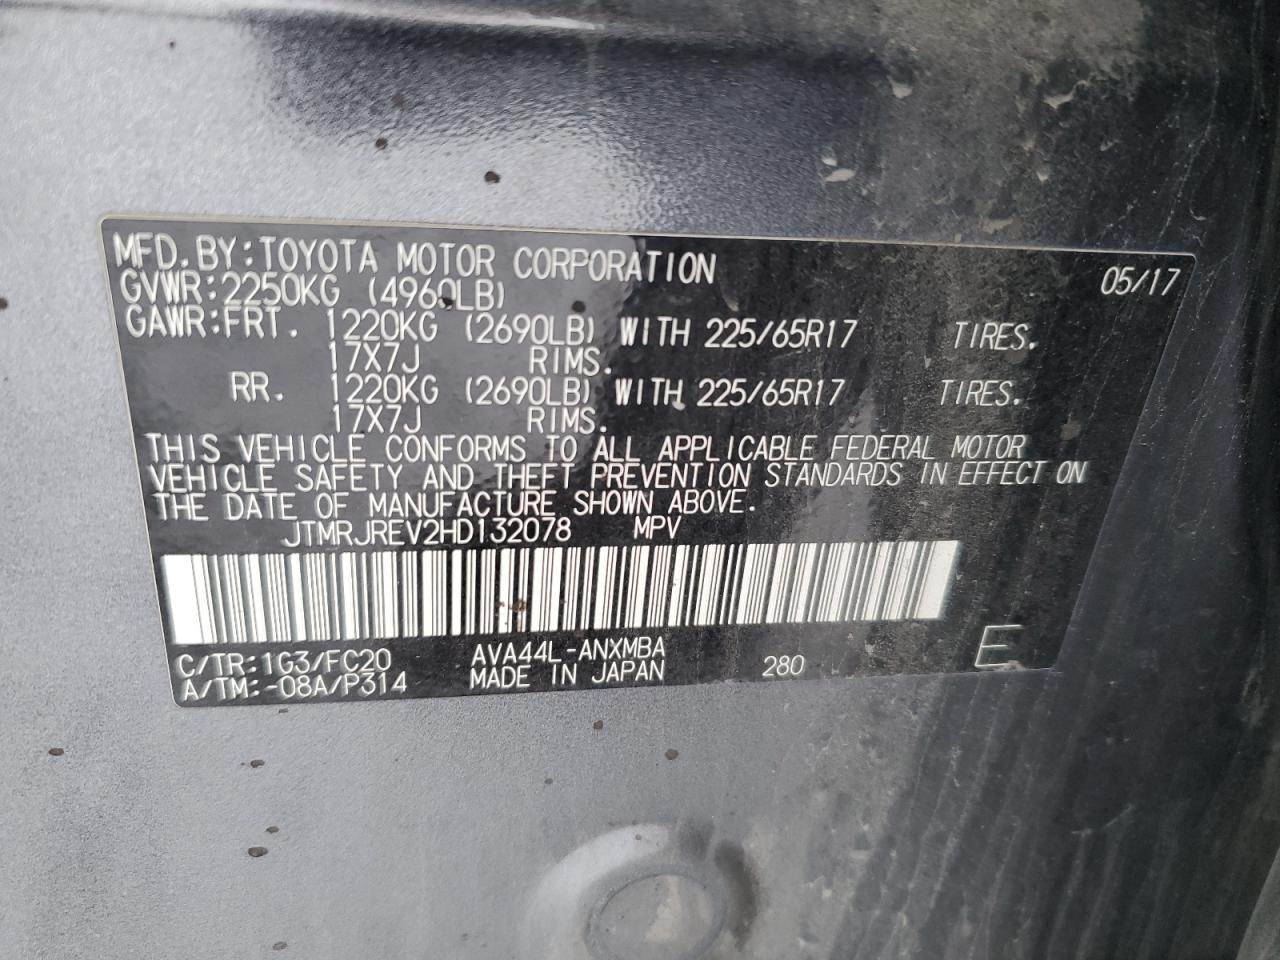 MFD. BY: TOYOTA MOTOR CORPORATION 05/17
GVWR: 2250KG (4960LB)
GAWR: FRT. 1220KG (2690LB) WITH 225/65R17 TIRES.
17X7J RIMS.
RR. 1220KG (2690LB) WITH 225/65R17 TIRES.
17X7J RIMS.
THIS VEHICLE CONFORMS TO ALL APPLICABLE FEDERAL MOTOR
VEHICLE SAFETY AND THEFT PREVENTION STANDARDS IN EFFECT ON
THE DATE OF MANUFACTURE SHOWN ABOVE.
JTMRJREV2HD132078 MPV
C/TR: 1G3/FC20 AVA44L-ANXMBA
A/TM: -08A/P314 MADE IN JAPAN 280 E